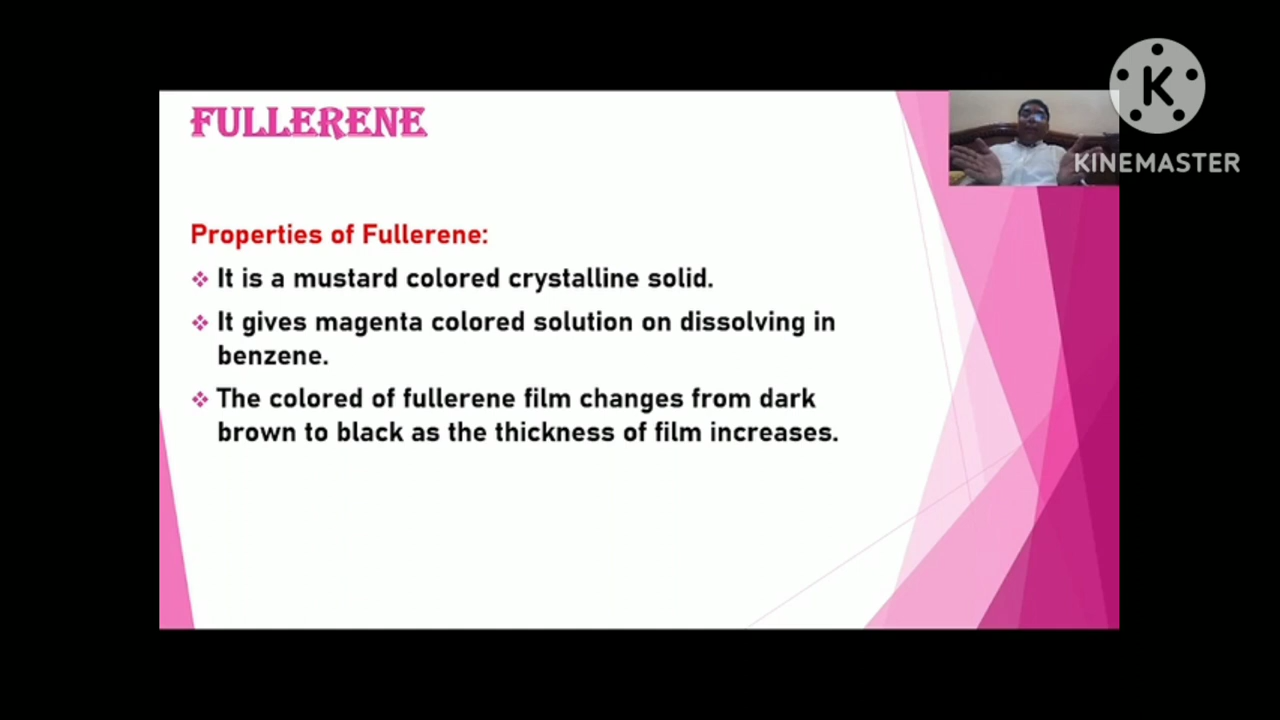 FULLERENE
K
KINEMASTER
Properties of Fullerene:
It is a mustard colored crystalline solid.
It gives magenta colored solution on dissolving in
benzene.
The colored of fullerene film changes from dark
brown to black as the thickness of film increases.